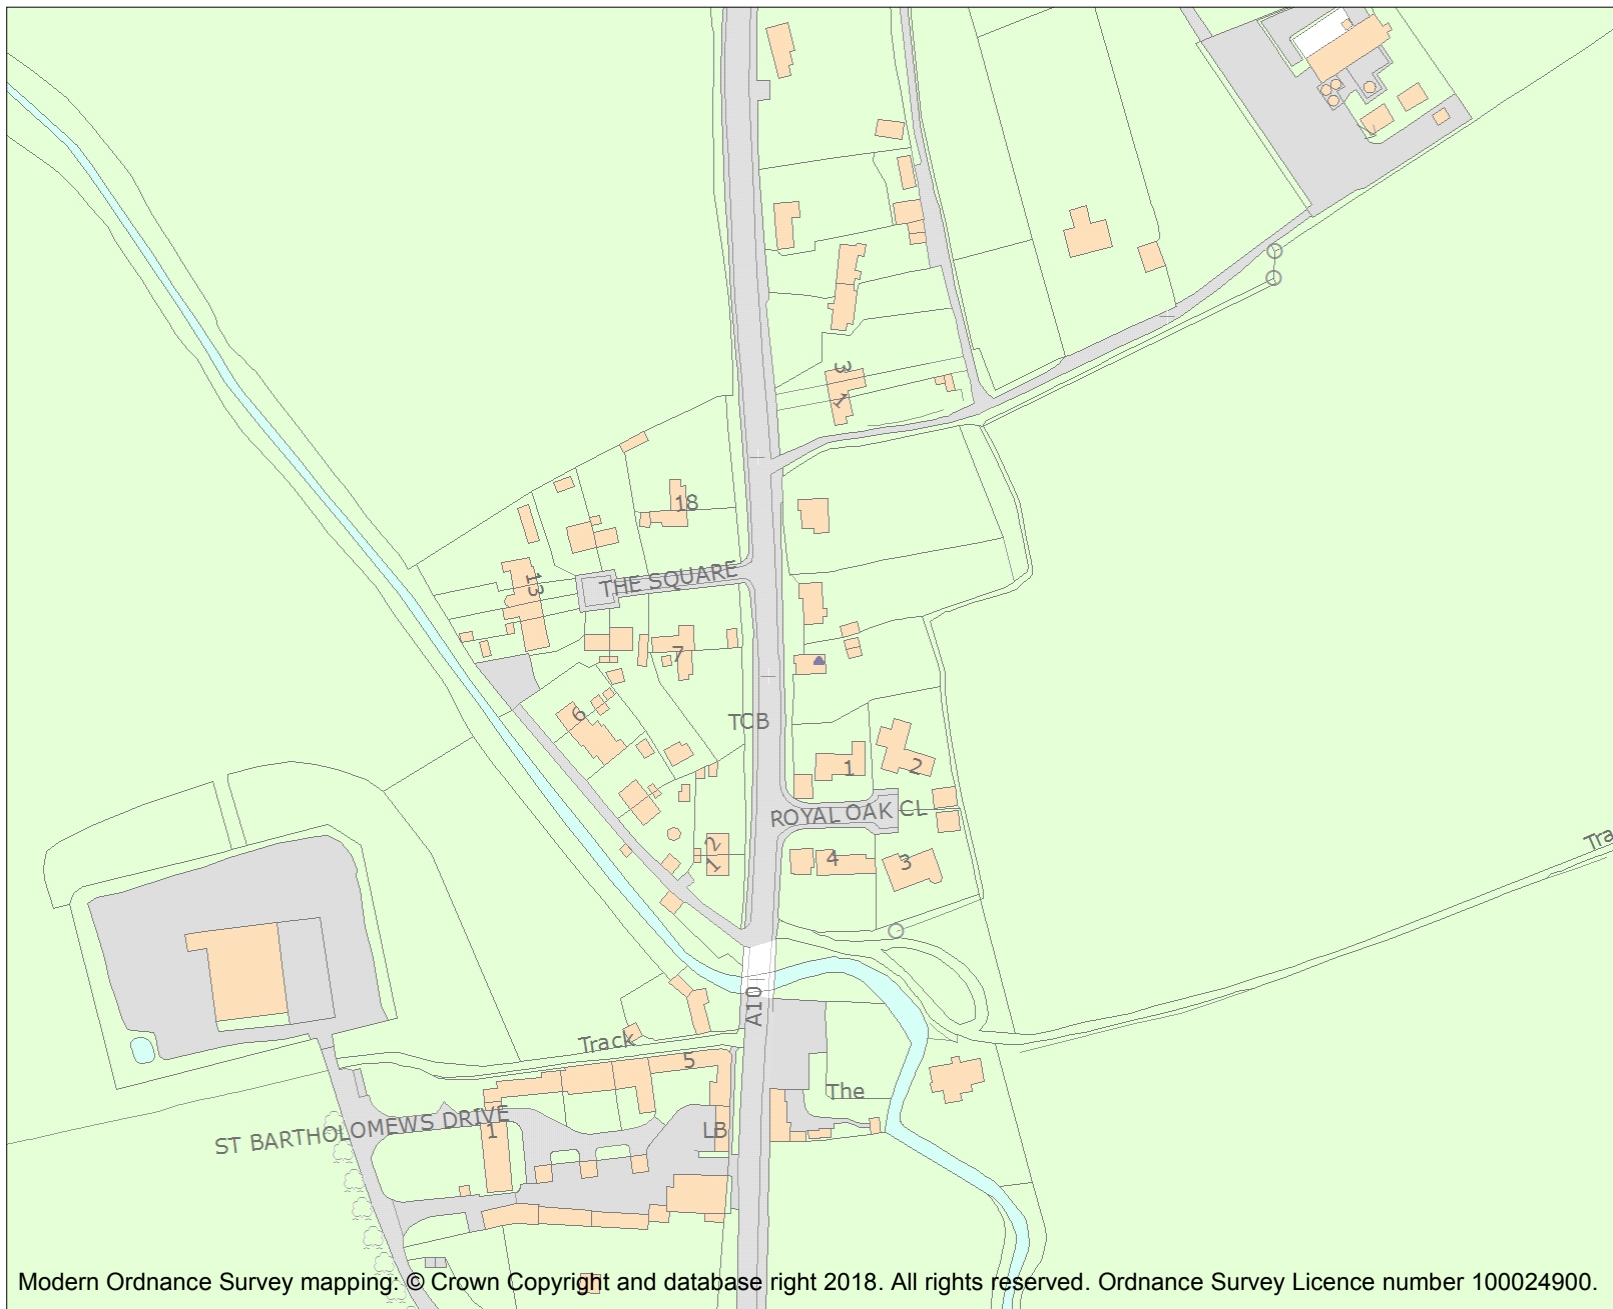 3
1
18
THE SQUARE
13
7
6
TCB
1
2
ROYAL OAK CL
2
1
4
3
Tra
A10
Track
5
The
ST BARTHOLOMEWS DRIVE
1
LB
Modern Ordnance Survey mapping: © Crown Copyright and database right 2018. All rights reserved. Ordnance Survey Licence number 100024900.